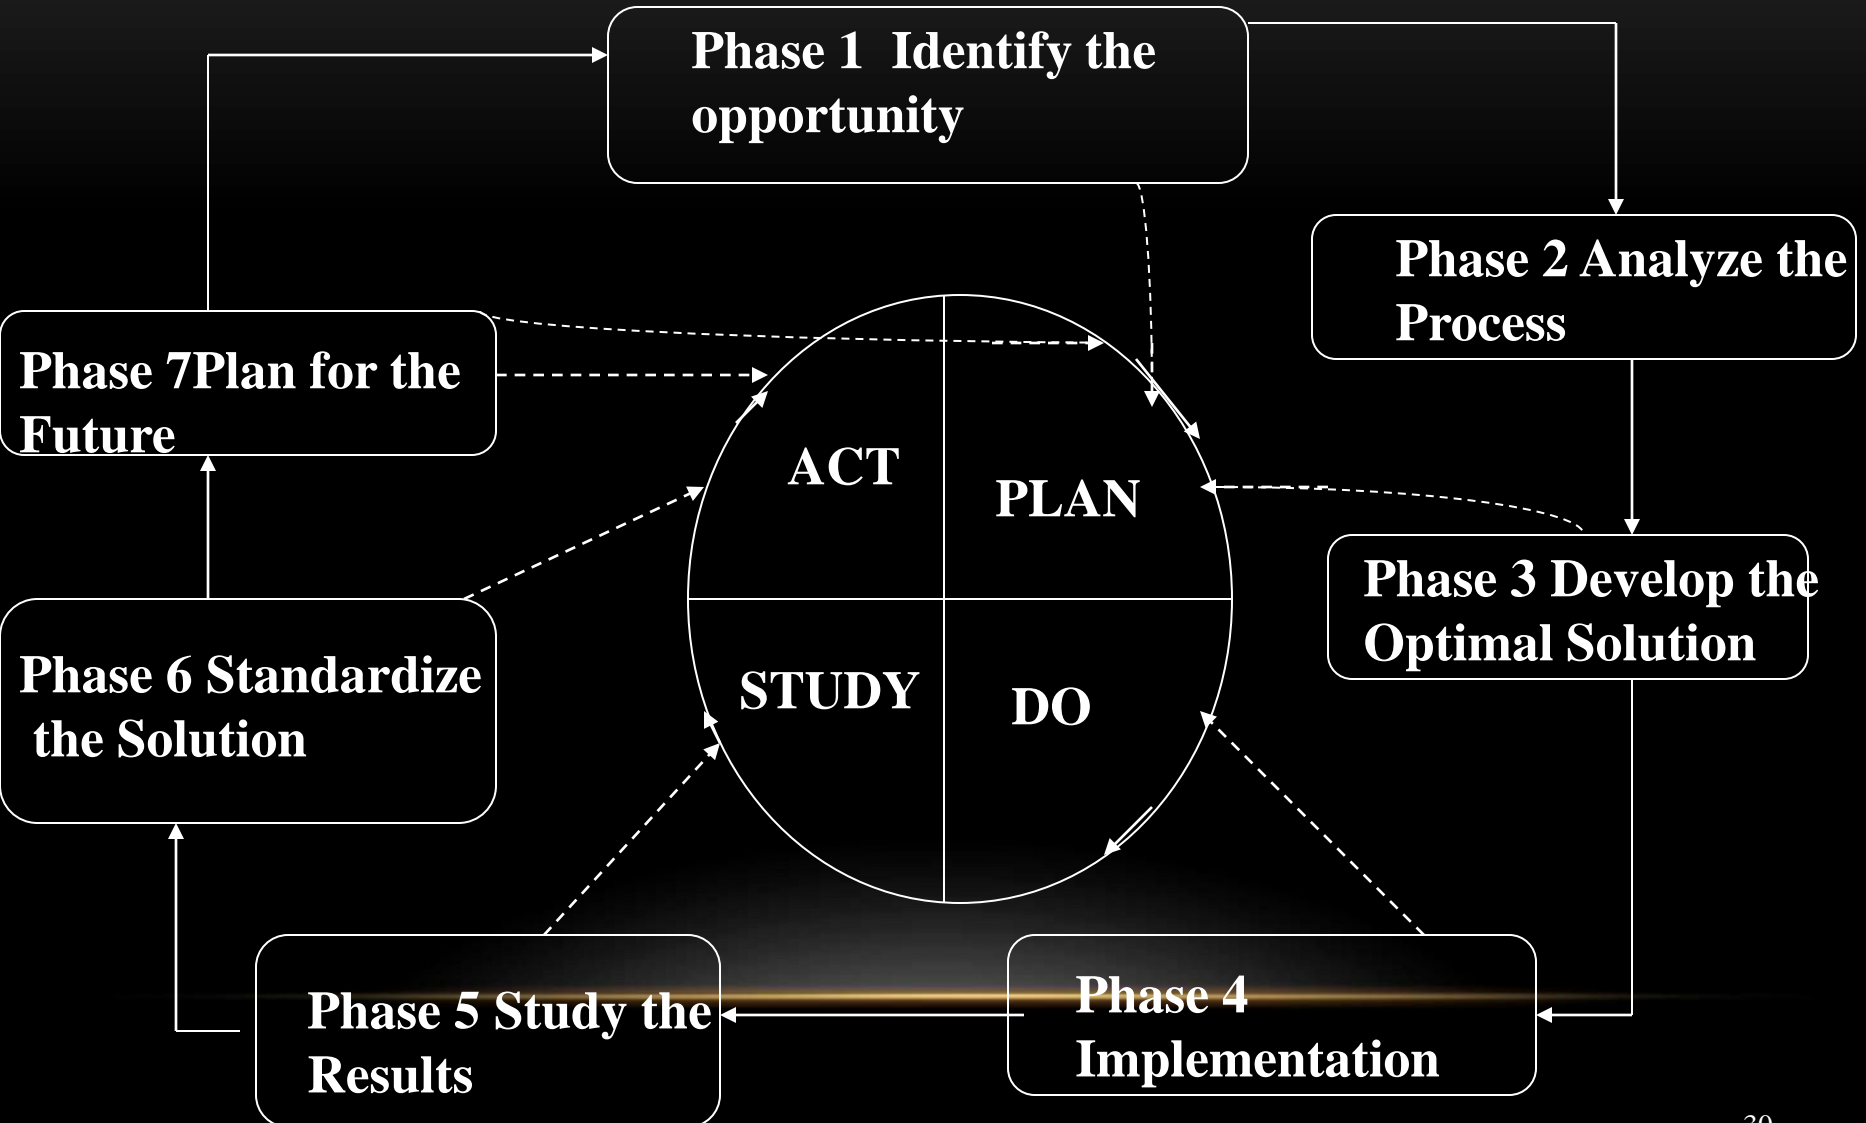 Phase 1 Identify the
opportunity
Phase 2 Analyze the
Process
Phase 7Plan for the
Future
ACT
PLAN
Phase 3 Develop the
Optimal Solution
Phase 6 Standardize
the Solution
STUDY
DO
Phase 4
Implementation
Phase 5 Study the
Results